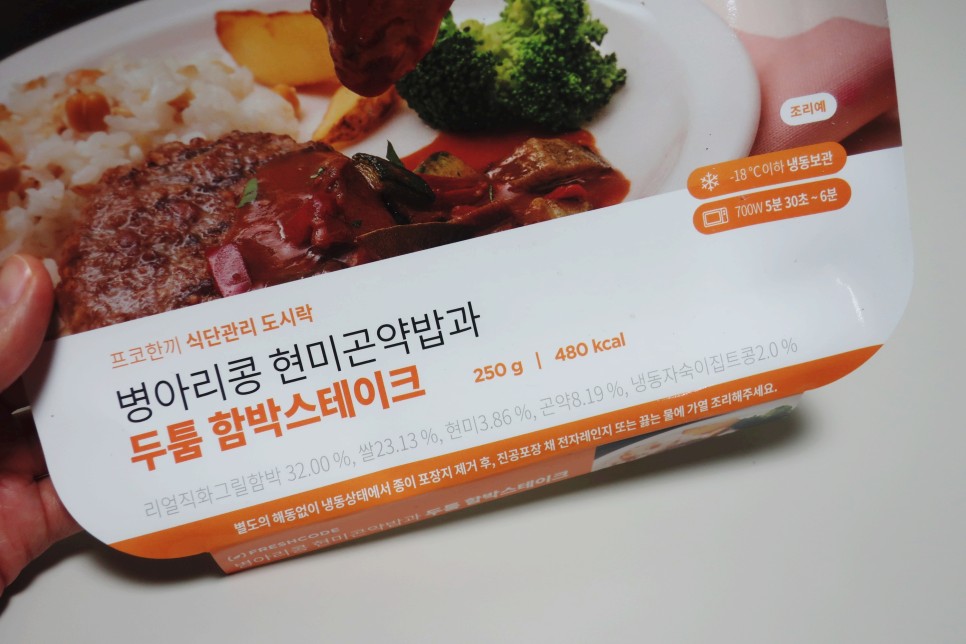 조리예
-18℃이하 냉동보관
700W 5분 30초 ~ 6분
프코한끼 식단관리 도시락
병아리콩 현미곤약밥과
두툼 함박스테이크
250 g | 480 kcal
리얼직화그릴함박 32.00 %, 쌀23.13 %, 현미3.86 %, 곤약8.19 %, 냉동자숙이집트콩2.0 %
별도의 해동없이 냉동상태에서 종이 포장지 제거 후, 진공포장 채 전자레인지 또는 끓는 물에 가열 조리해주세요.
FRESHCODE
병아리콩 현미곤약밥과 두툼 함박스테이크